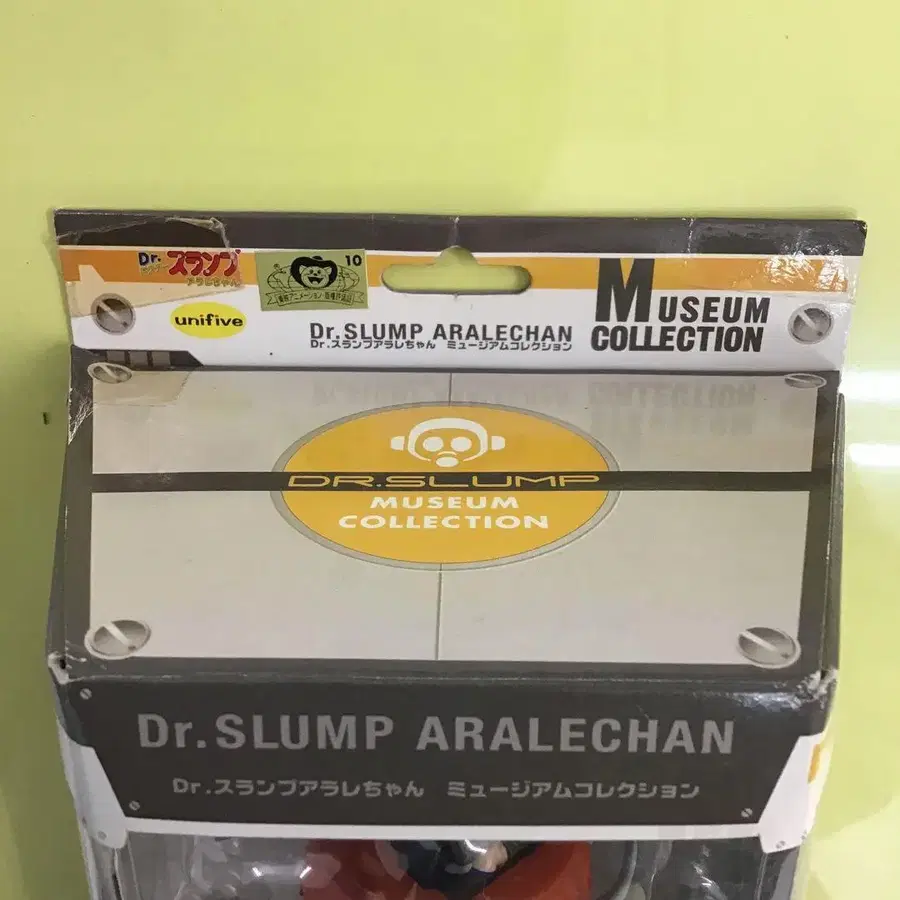 Dr.スランプ
アラレちゃん
unifive
10
Dr.SLUMP ARALECHAN
Dr.スランプアラレちゃん ミュージアムコレクション
MUSEUM
COLLECTION
DR.SLUMP
MUSEUM
COLLECTION
Dr.SLUMP ARALECHAN
Dr.スランプアラレちゃん ミュージアムコレクション